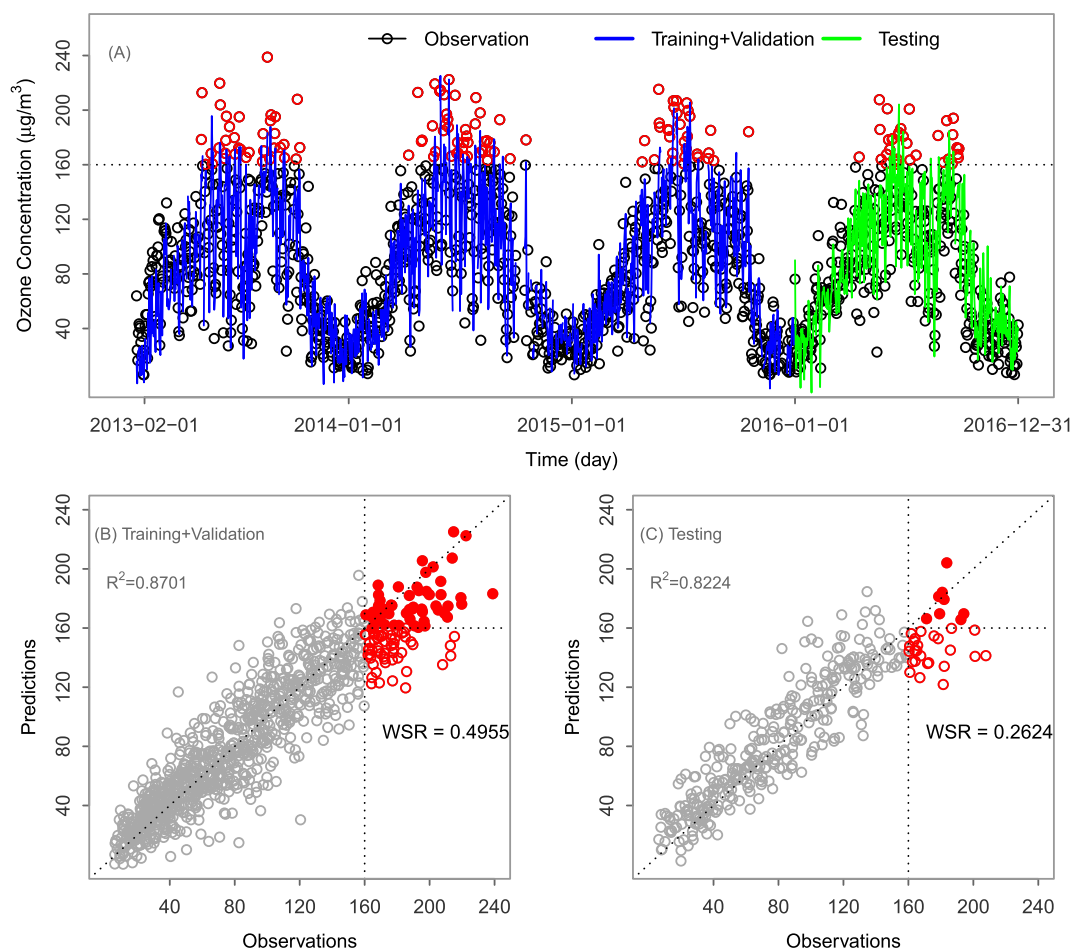 (A)
Observation Training+Validation Testing
Ozone Concentration (μg/m³)
240
200
160
120
80
40
2013−02−01 2014−01−01 2015−01−01 2016−01−01 2016−12−31
Time (day)
(B) Training+Validation
R²=0.8701
WSR = 0.4955
Predictions
240
200
160
120
80
40
40 80 120 160 200 240
Observations
(C) Testing
R²=0.8224
WSR = 0.2624
Predictions
240
200
160
120
80
40
40 80 120 160 200 240
Observations